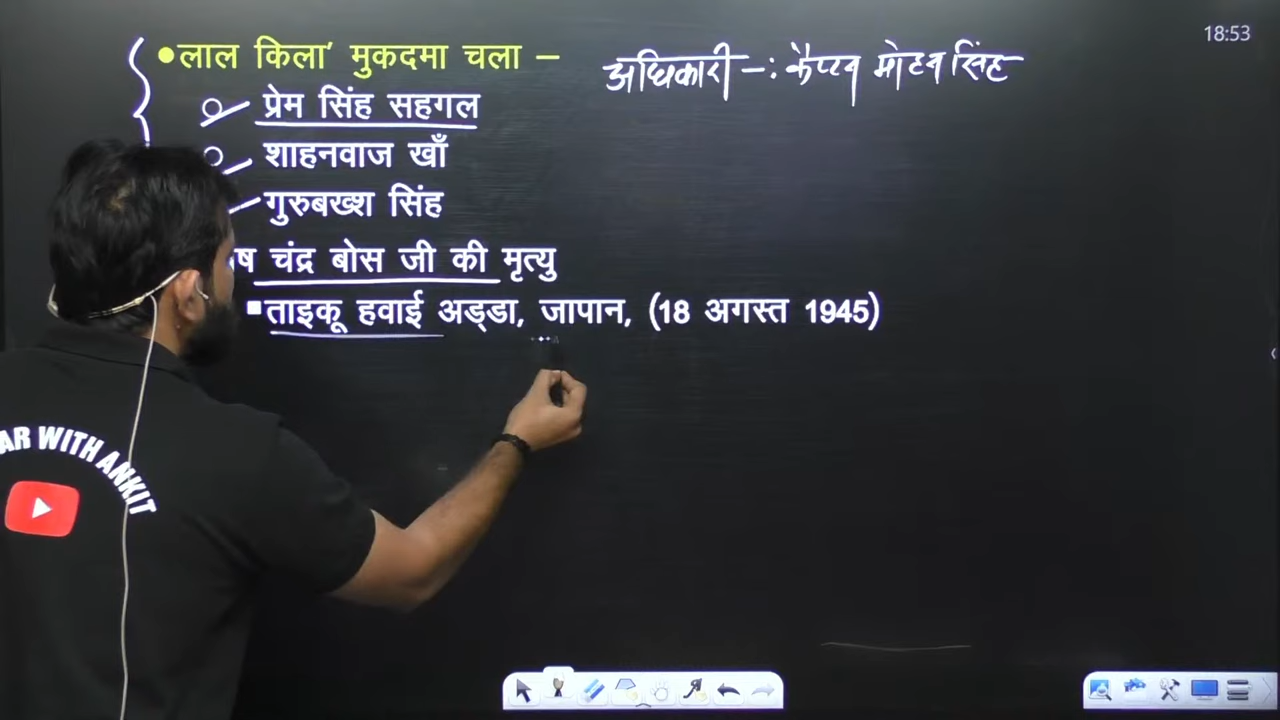 18:53
•लाल किला' मुकदमा चला –
अधिकारी –: कैप्टन मोहन सिंह
प्रेम सिंह सहगल
शाहनवाज खाँ
गुरुबख्श सिंह
चंद्र बोस जी की मृत्यु
▪ताइकू हवाई अड्डा, जापान, (18 अगस्त 1945)
AR WITH ANKIT